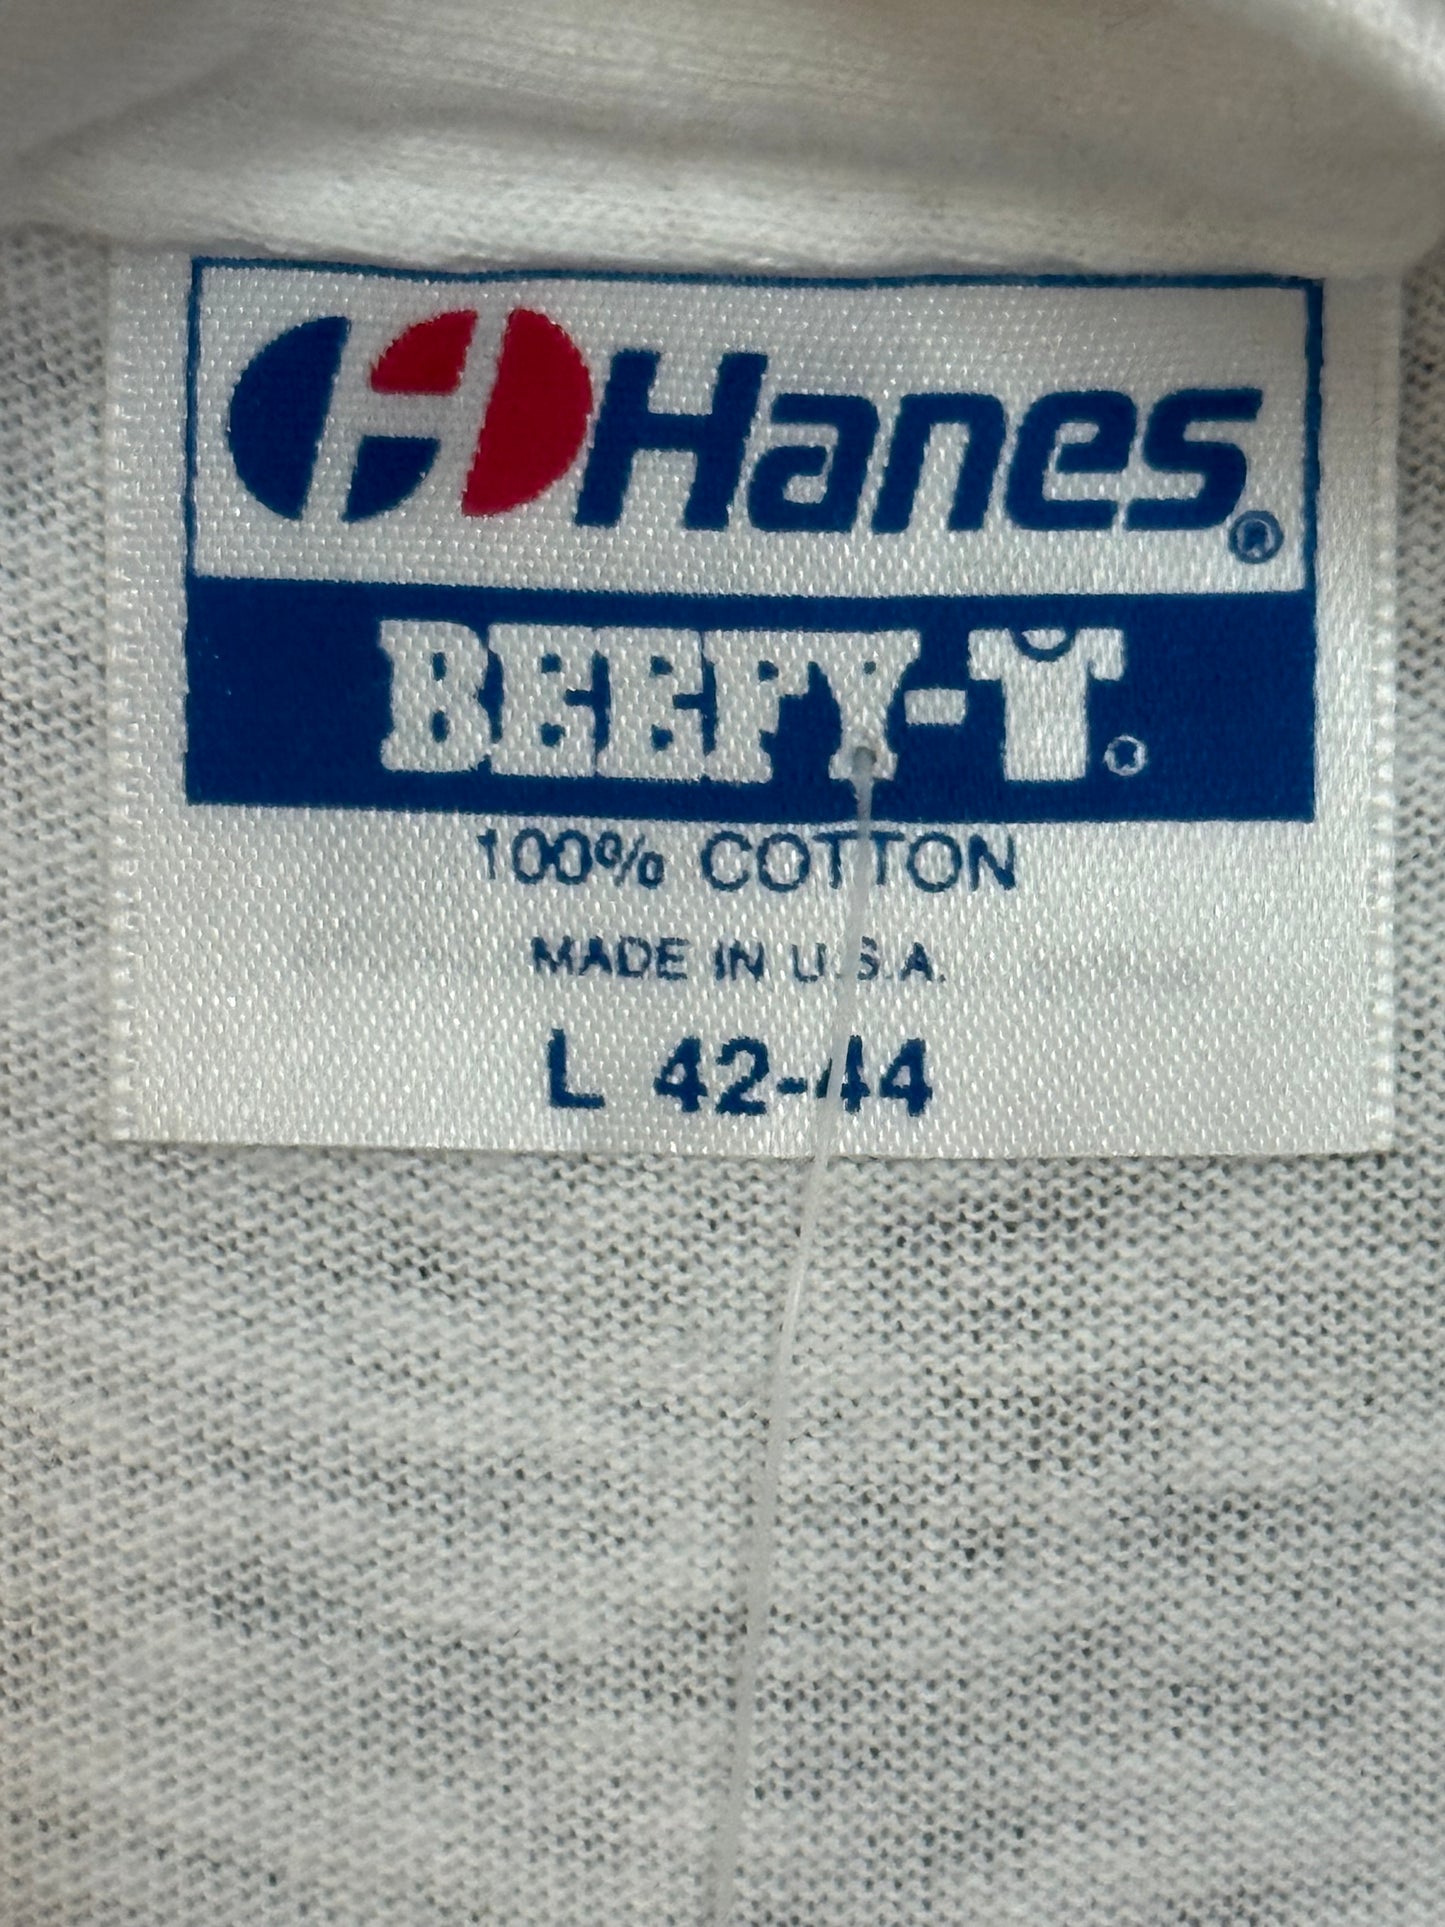 Hanes®
BEEFY-T®
100% COTTON
MADE IN U.S.A.
L 42-44